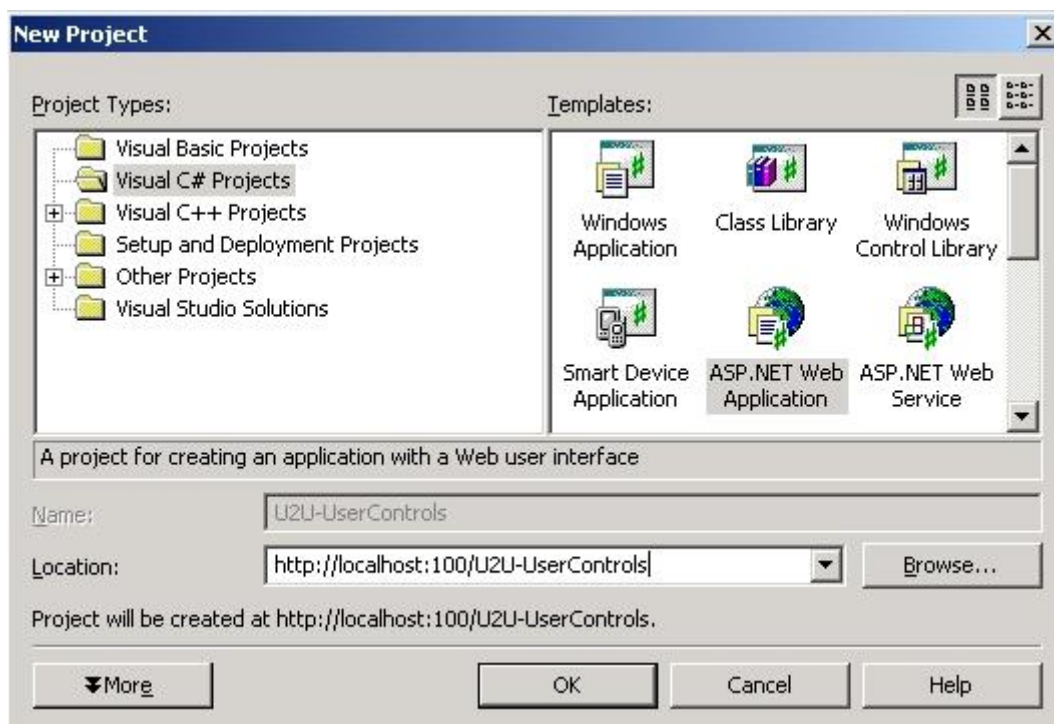 New Project
Project Types:
Templates:
Visual Basic Projects
Visual C# Projects
Visual C++ Projects
Setup and Deployment Projects
Other Projects
Visual Studio Solutions
Windows
Application
Class Library
Windows
Control Library
Smart Device
Application
ASP.NET Web
Application
ASP.NET Web
Service
A project for creating an application with a Web user interface
Name:
U2U-UserControls
Location:
http://localhost:100/U2U-UserControls
Browse...
Project will be created at http://localhost:100/U2U-UserControls.
More
OK
Cancel
Help